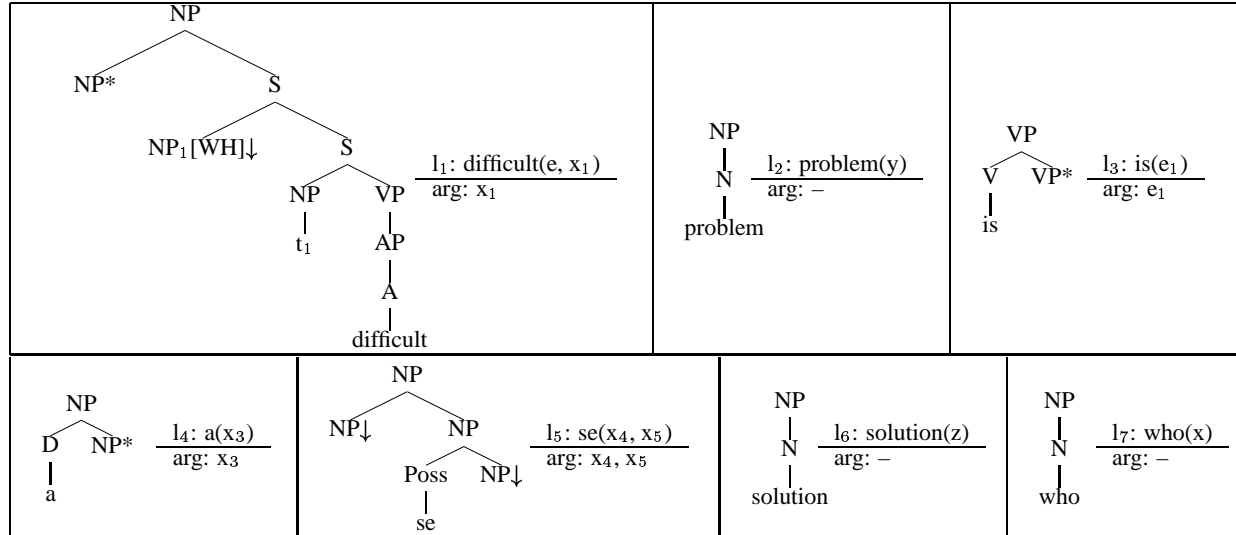 NP
NP* S
NP₁[WH]↓ S
NP VP
t₁ AP
A
difficult
l₁: difficult(e, x₁)
arg: x₁
NP
N
problem
l₂: problem(y)
arg: –
VP
V VP*
is
l₃: is(e₁)
arg: e₁
NP
D NP*
a
l₄: a(x₃)
arg: x₃
NP
NP↓ NP
Poss NP↓
se
l₅: se(x₄, x₅)
arg: x₄, x₅
NP
N
solution
l₆: solution(z)
arg: –
NP
N
who
l₇: who(x)
arg: –